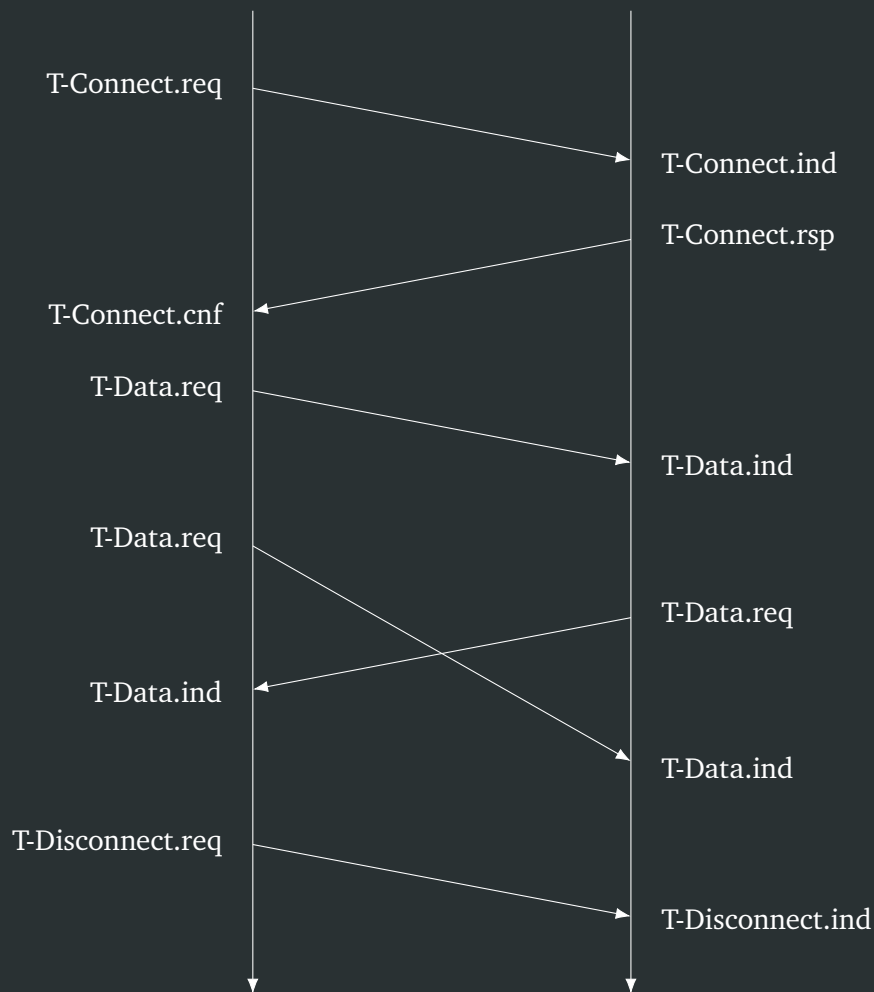 T-Connect.req
T-Connect.ind
T-Connect.rsp
T-Connect.cnf
T-Data.req
T-Data.ind
T-Data.req
T-Data.req
T-Data.ind
T-Data.ind
T-Disconnect.req
T-Disconnect.ind